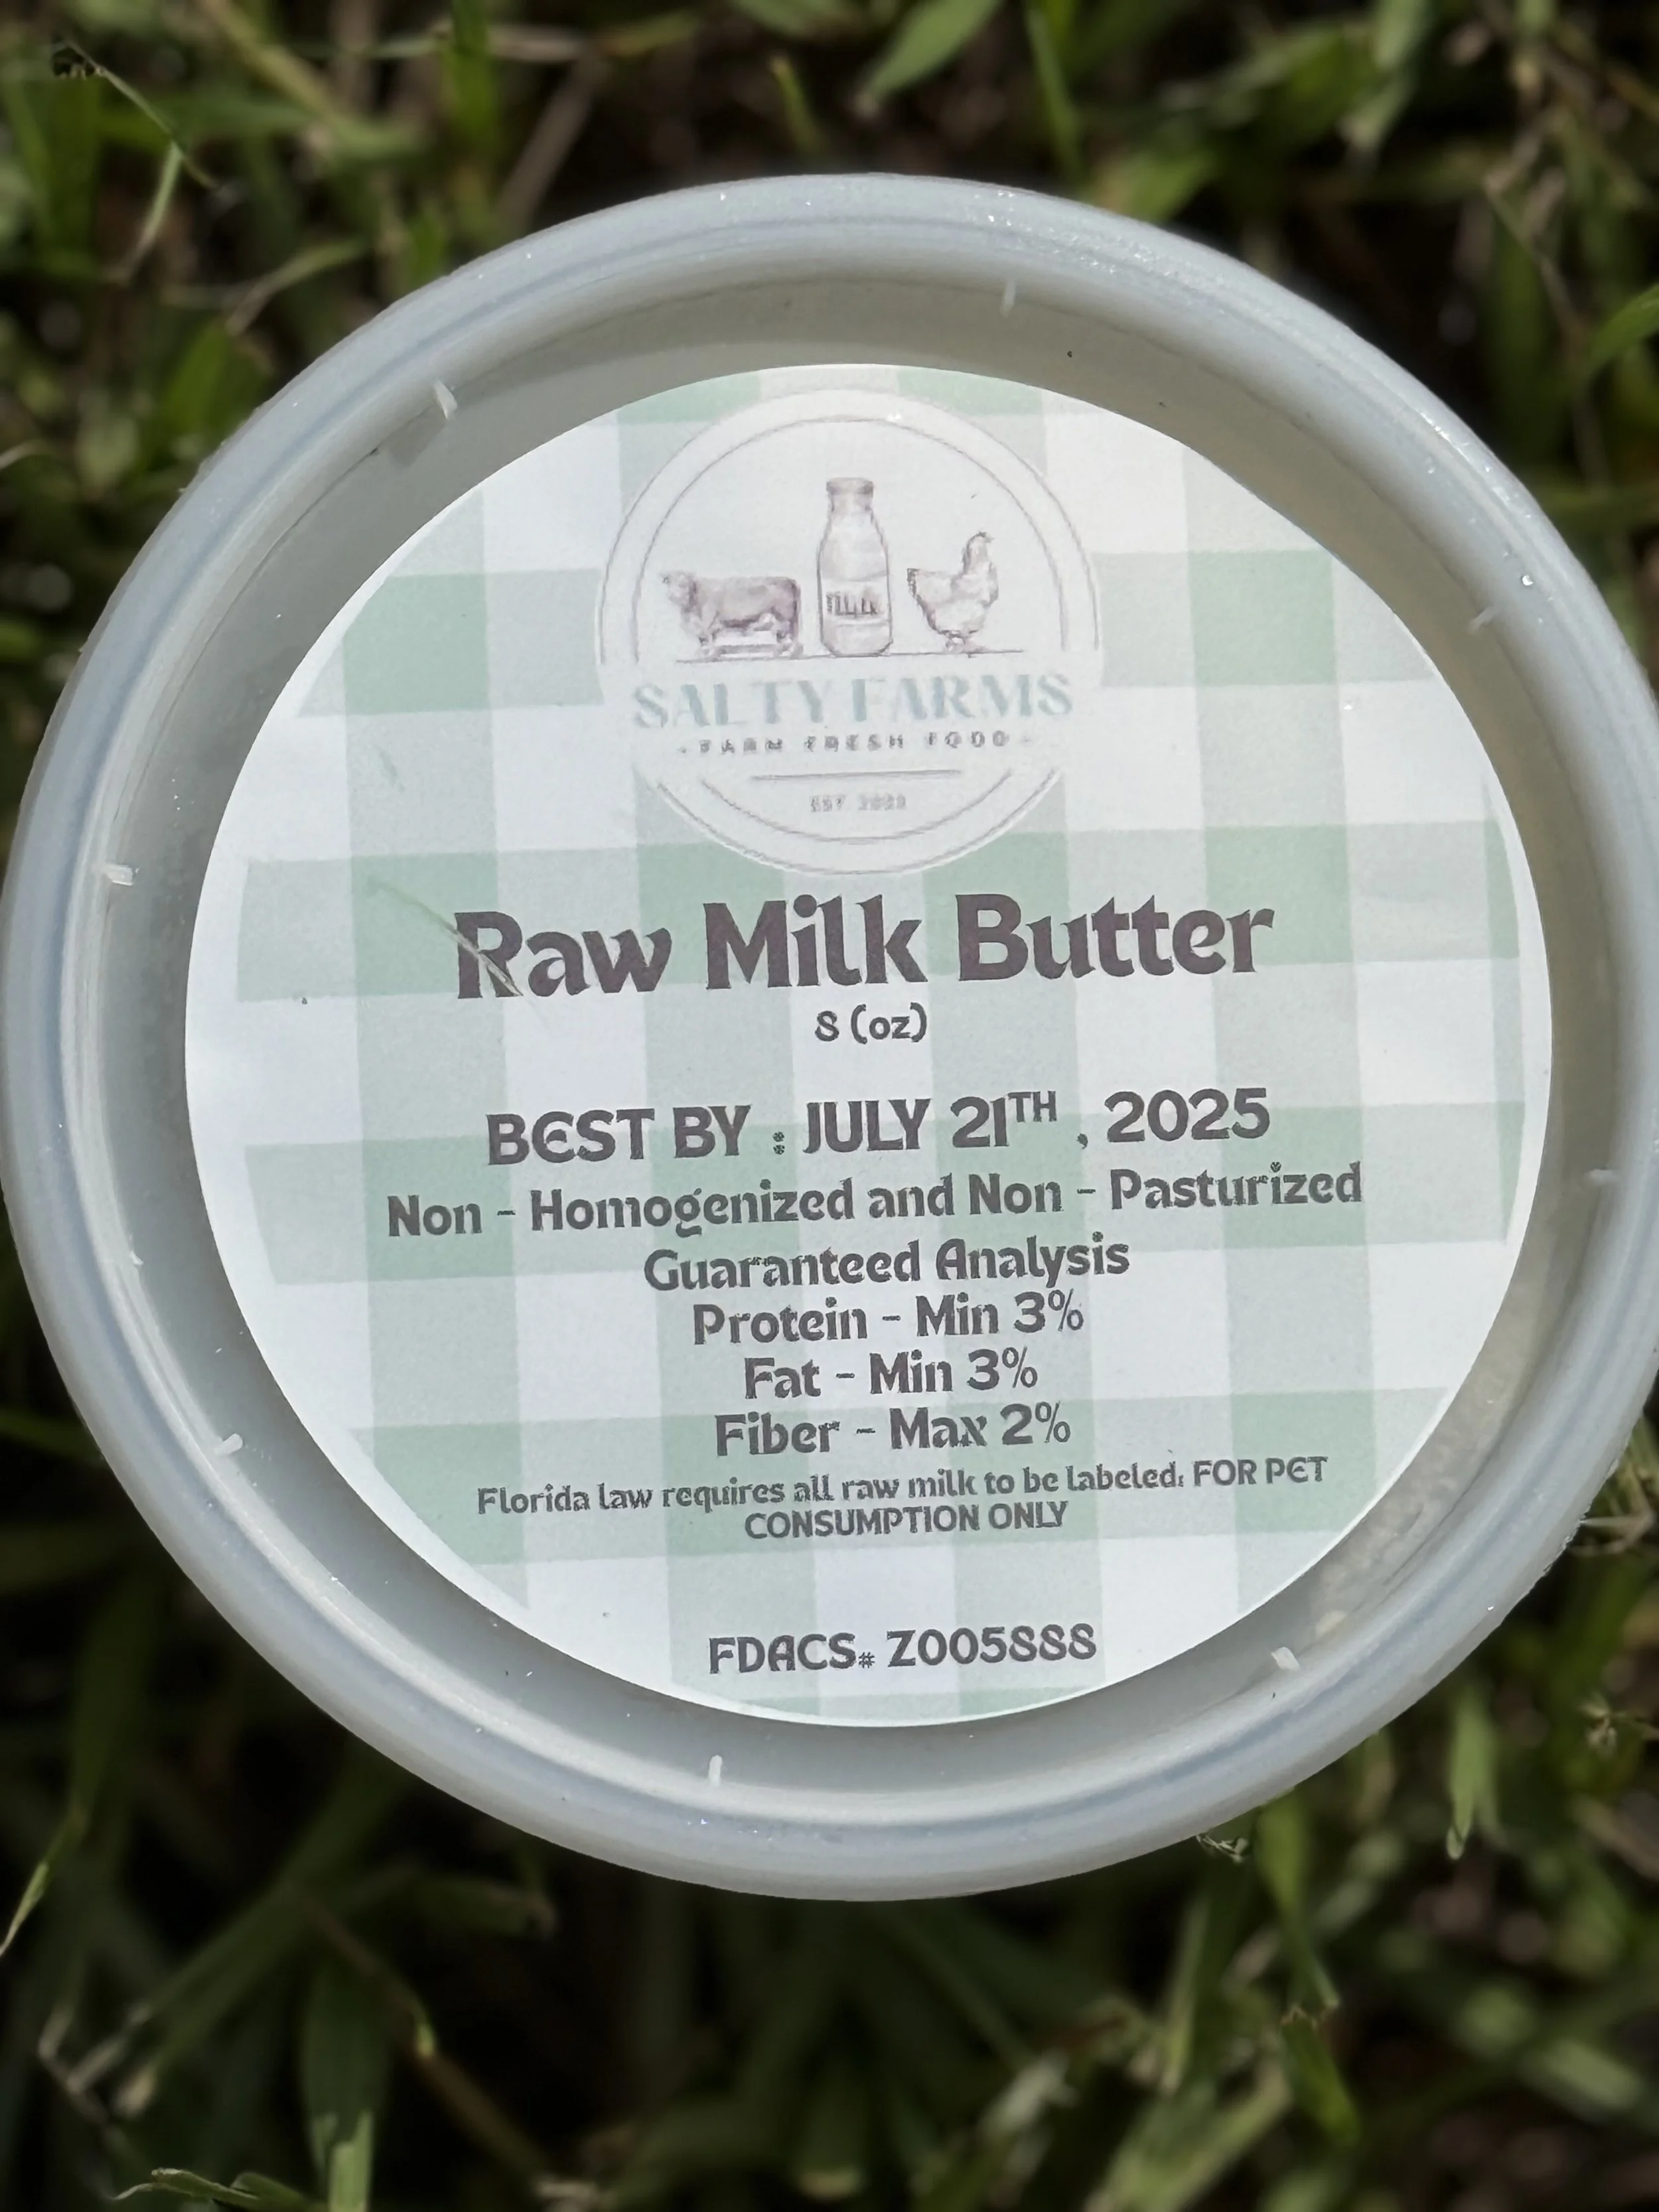 MILK
SALTY FARMS
- FARM FRESH FOOD -
Raw Milk Butter
8 (oz)
BEST BY : JULY 21TH , 2025
Non - Homogenized and Non - Pasturized
Guaranteed Analysis
Protein - Min 3%
Fat - Min 3%
Fiber - Max 2%
Florida law requires all raw milk to be labeled: FOR PET
CONSUMPTION ONLY
FDACS# Z005888